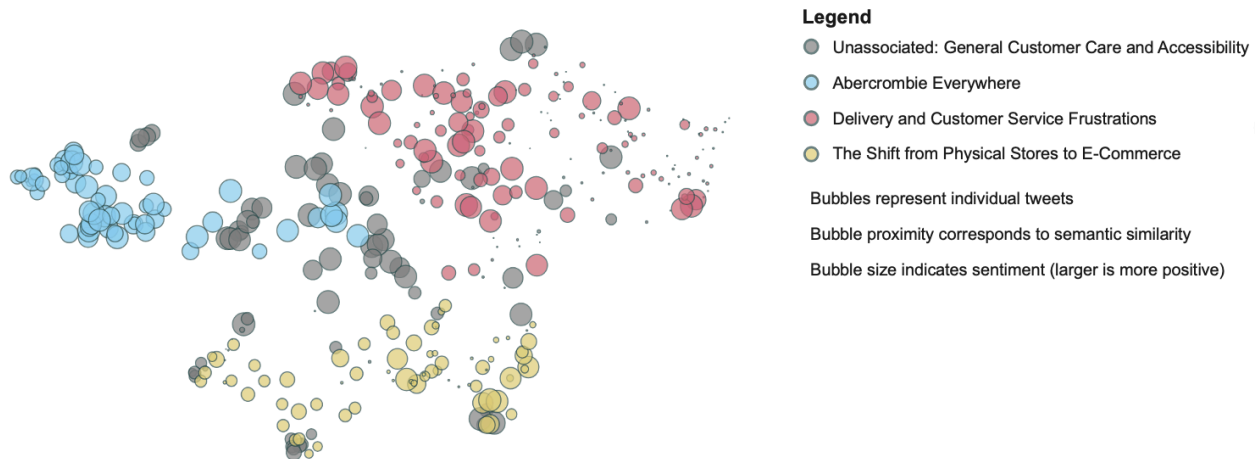 Legend
Unassociated: General Customer Care and Accessibility
Abercrombie Everywhere
Delivery and Customer Service Frustrations
The Shift from Physical Stores to E-Commerce
Bubbles represent individual tweets
Bubble proximity corresponds to semantic similarity
Bubble size indicates sentiment (larger is more positive)